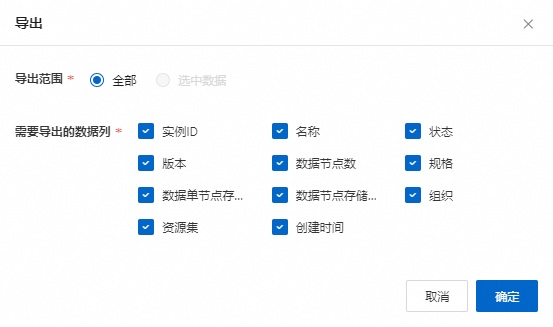 导出
导出范围 * 全部 选中数据
需要导出的数据列 * 实例ID 名称 状态
版本 数据节点数 规格
数据单节点存... 数据节点存储... 组织
资源集 创建时间
取消 确定